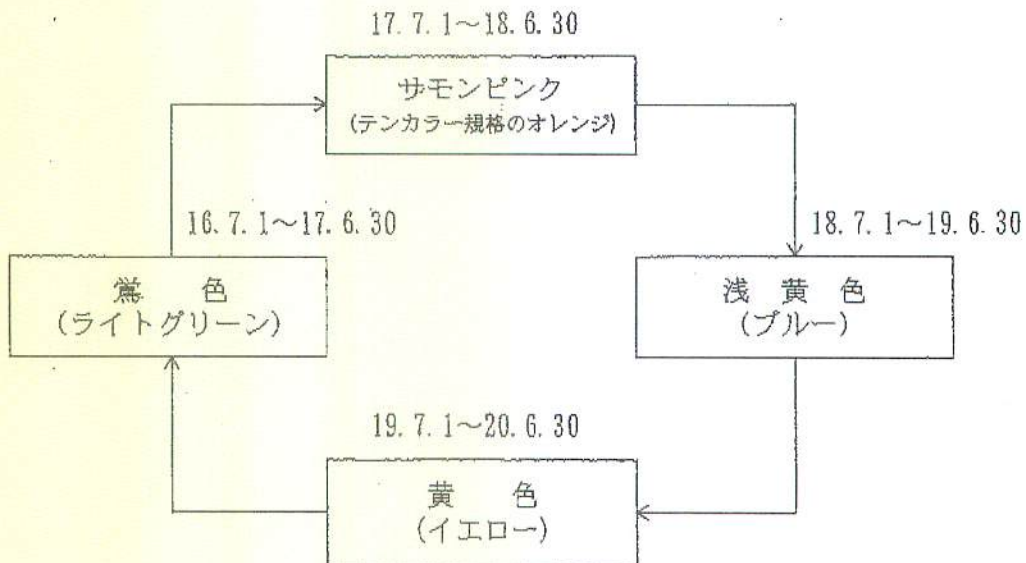 17.7.1～18.6.30
サモンピンク
(テンカラー規格のオレンジ)
16.7.1～17.6.30
18.7.1～19.6.30
鴬　色
(ライトグリーン)
浅　黄　色
(ブルー)
19.7.1～20.6.30
黄　色
(イエロー)